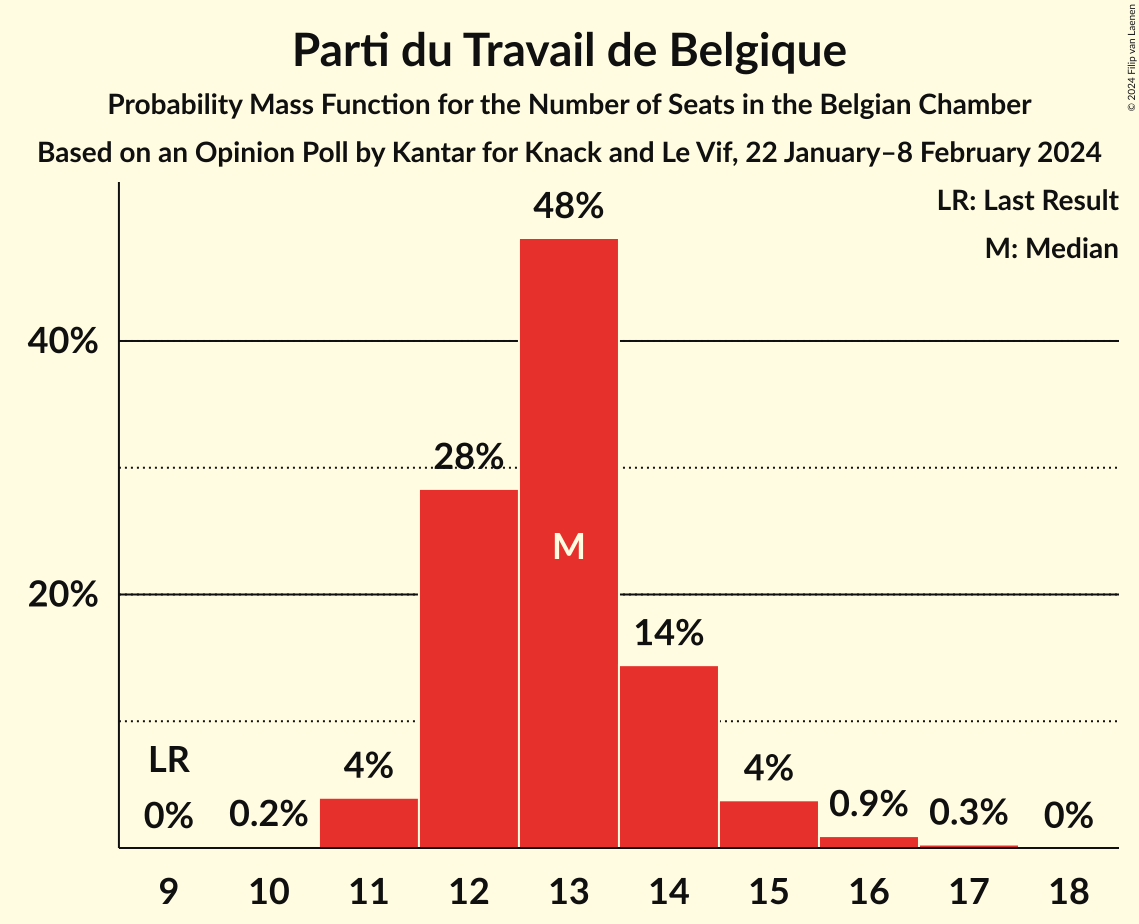 Parti du Travail de Belgique
Probability Mass Function for the Number of Seats in the Belgian Chamber
Based on an Opinion Poll by Kantar for Knack and Le Vif, 22 January–8 February 2024
© 2024 Filip van Laenen
LR: Last Result
M: Median
48%
40%
28%
M
20%
14%
LR
0%
0.2%
4%
4%
0.9%
0.3%
0%
9 10 11 12 13 14 15 16 17 18